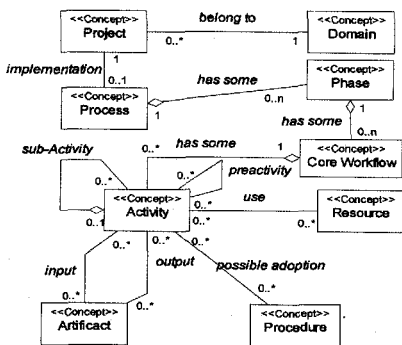 <<Concept>>
Project
belong to
0..*
1
<<Concept>>
Domain
1
implementation
0..1
<<Concept>>
Process
1
has some
0..n
<<Concept>>
Phase
1
has some
0..n
<<Concept>>
Core Workflow
1
has some
0..*
sub-Activity
0..*
0..*
preactivity
0..*
<<Concept>>
Activity
0..1
0..*
use
0..*
<<Concept>>
Resource
0..*
0..*
0..*
input
output
possible adoption
0..*
0..*
0..*
<<Concept>>
Artificact
<<Concept>>
Procedure